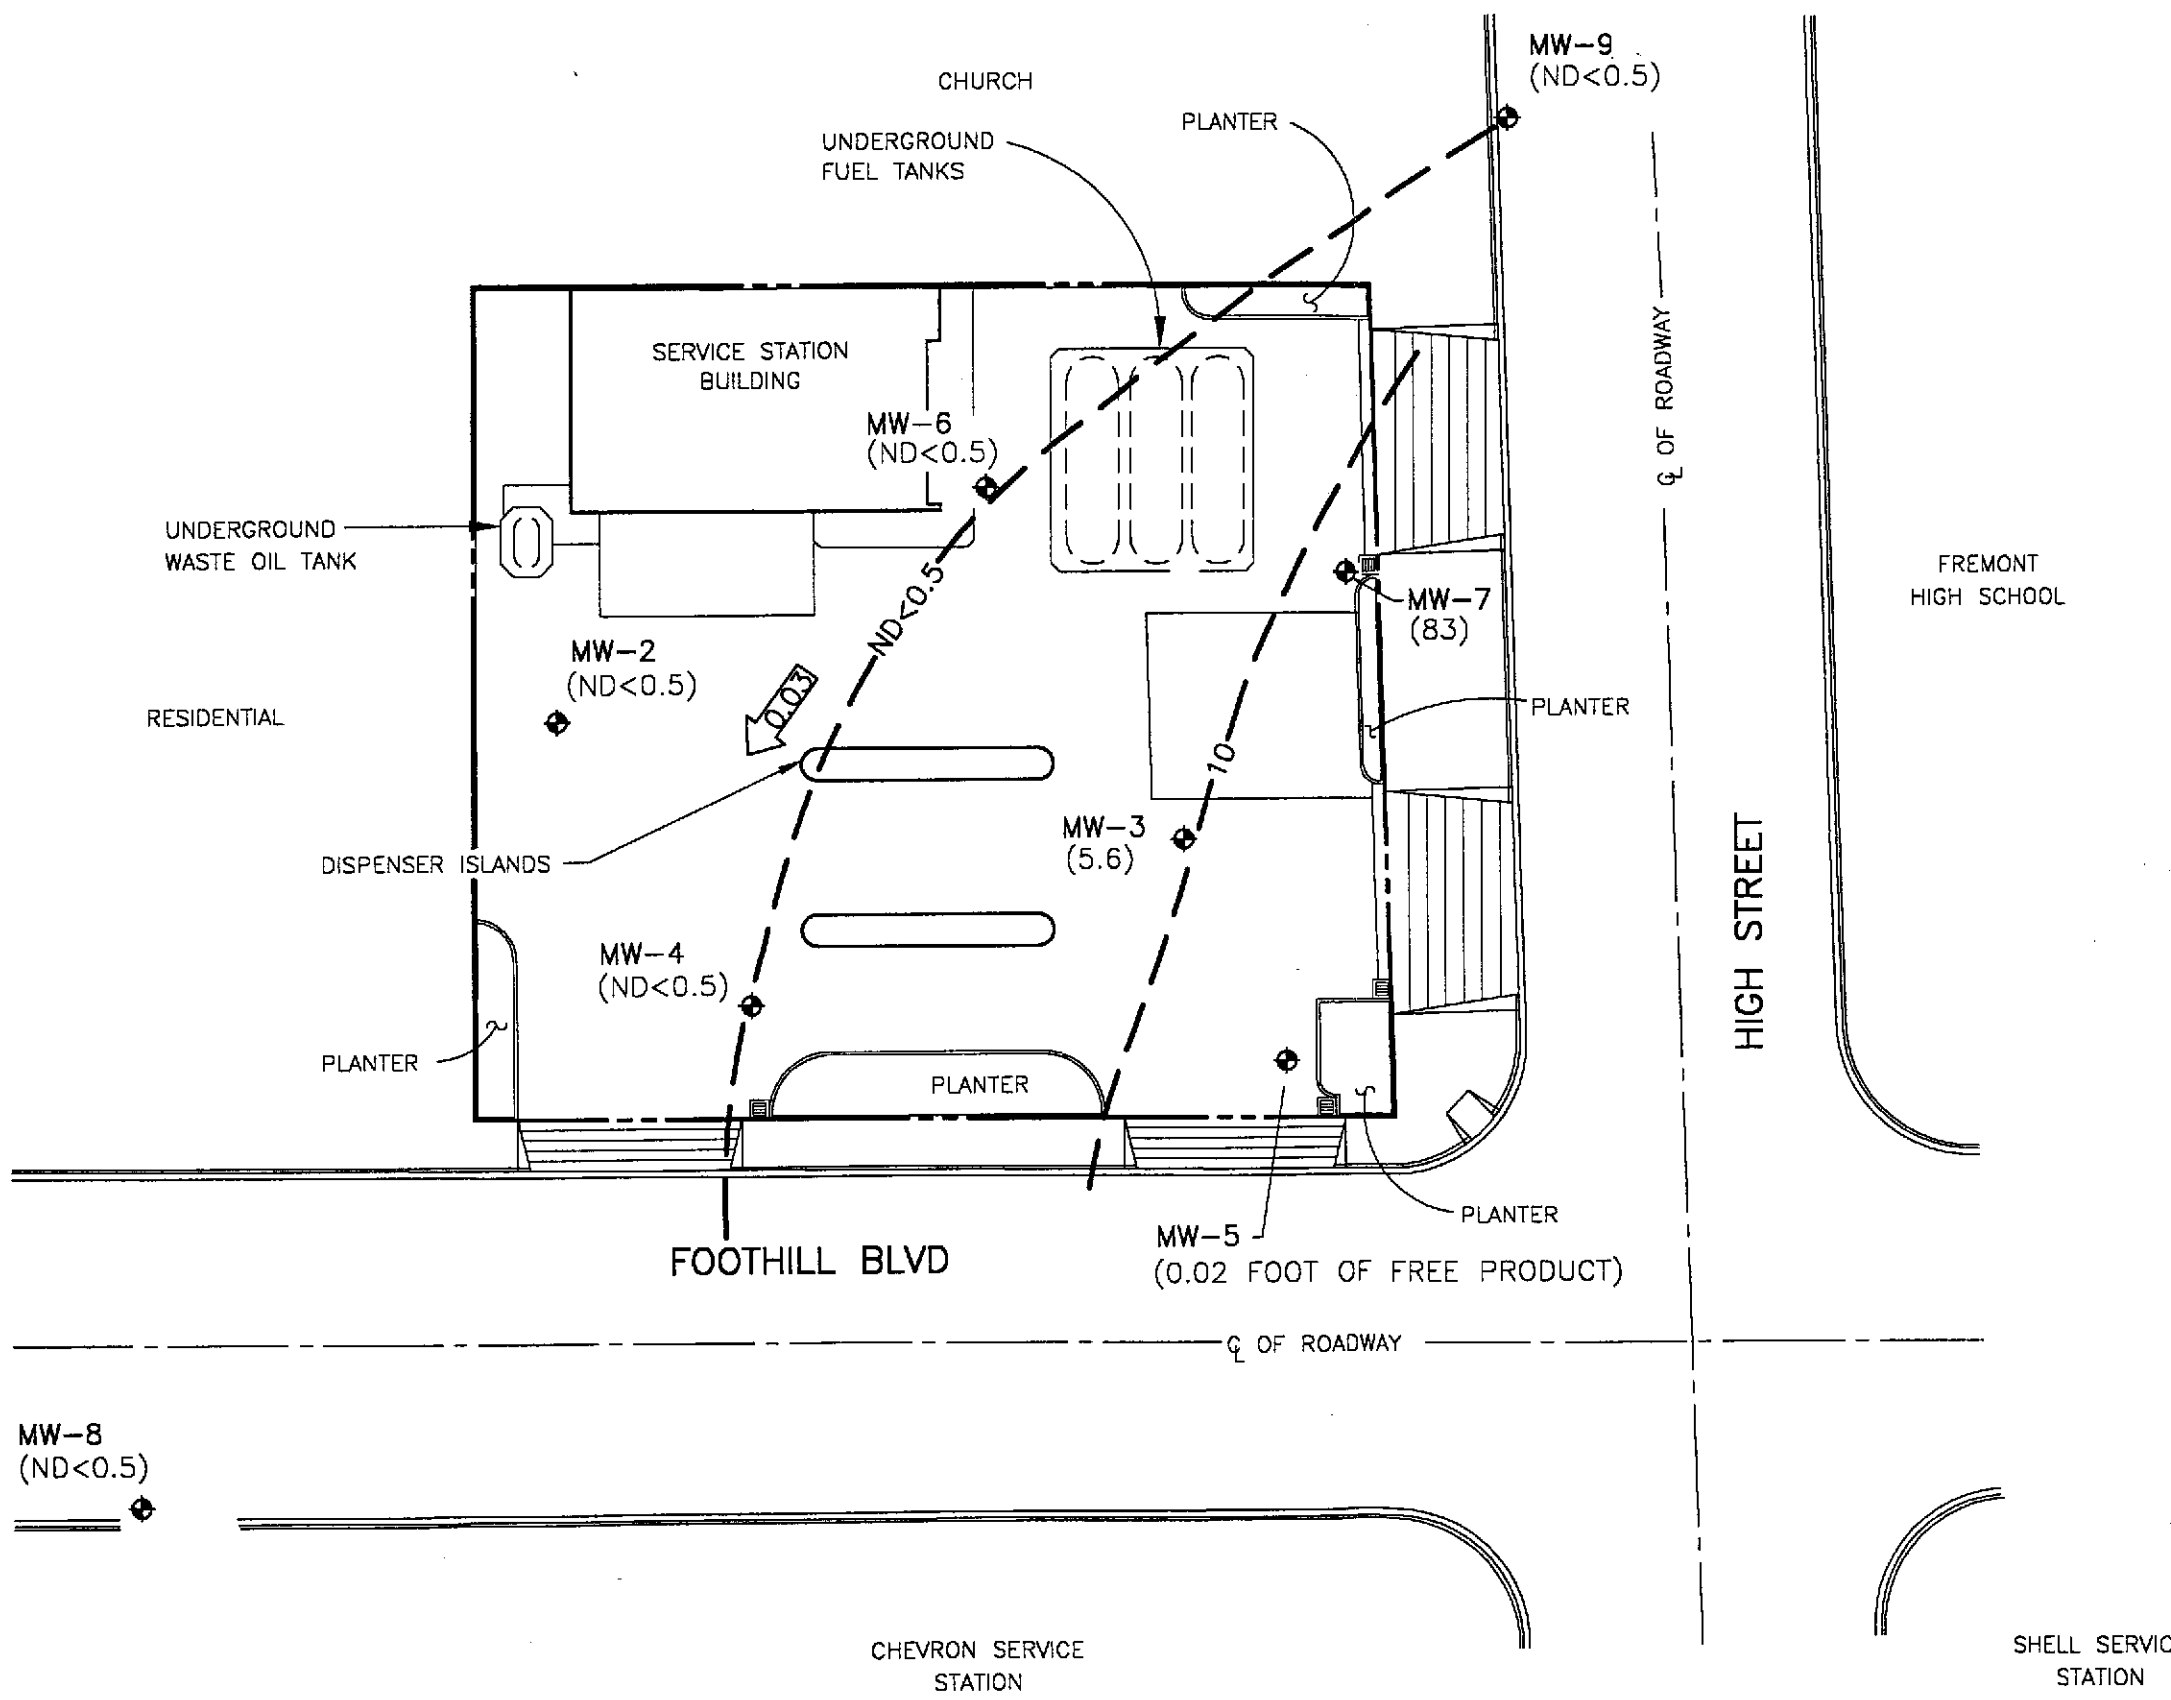 MW-9
(ND<0.5)
CHURCH
PLANTER
UNDERGROUND
FUEL TANKS
℄ OF ROADWAY
SERVICE STATION
BUILDING
MW-6
(ND<0.5)
UNDERGROUND
WASTE OIL TANK
FREMONT
HIGH SCHOOL
ND<0.5
MW-7
(83)
MW-2
(ND<0.5)
0.03
RESIDENTIAL
PLANTER
10
MW-3
(5.6)
DISPENSER ISLANDS
HIGH STREET
MW-4
(ND<0.5)
PLANTER
PLANTER
PLANTER
MW-5
(0.02 FOOT OF FREE PRODUCT)
FOOTHILL BLVD
℄ OF ROADWAY
MW-8
(ND<0.5)
CHEVRON SERVICE
STATION
SHELL SERVIC
STATION